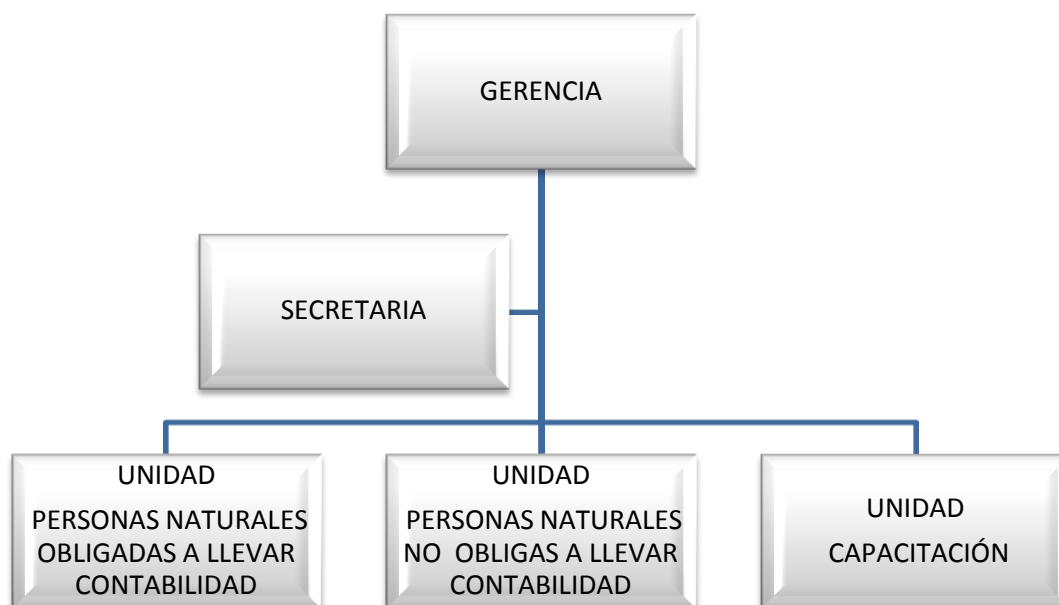 GERENCIA
SECRETARIA
UNIDAD
PERSONAS NATURALES
OBLIGADAS A LLEVAR
CONTABILIDAD
UNIDAD
PERSONAS NATURALES
NO OBLIGAS A LLEVAR
CONTABILIDAD
UNIDAD
CAPACITACIÓN